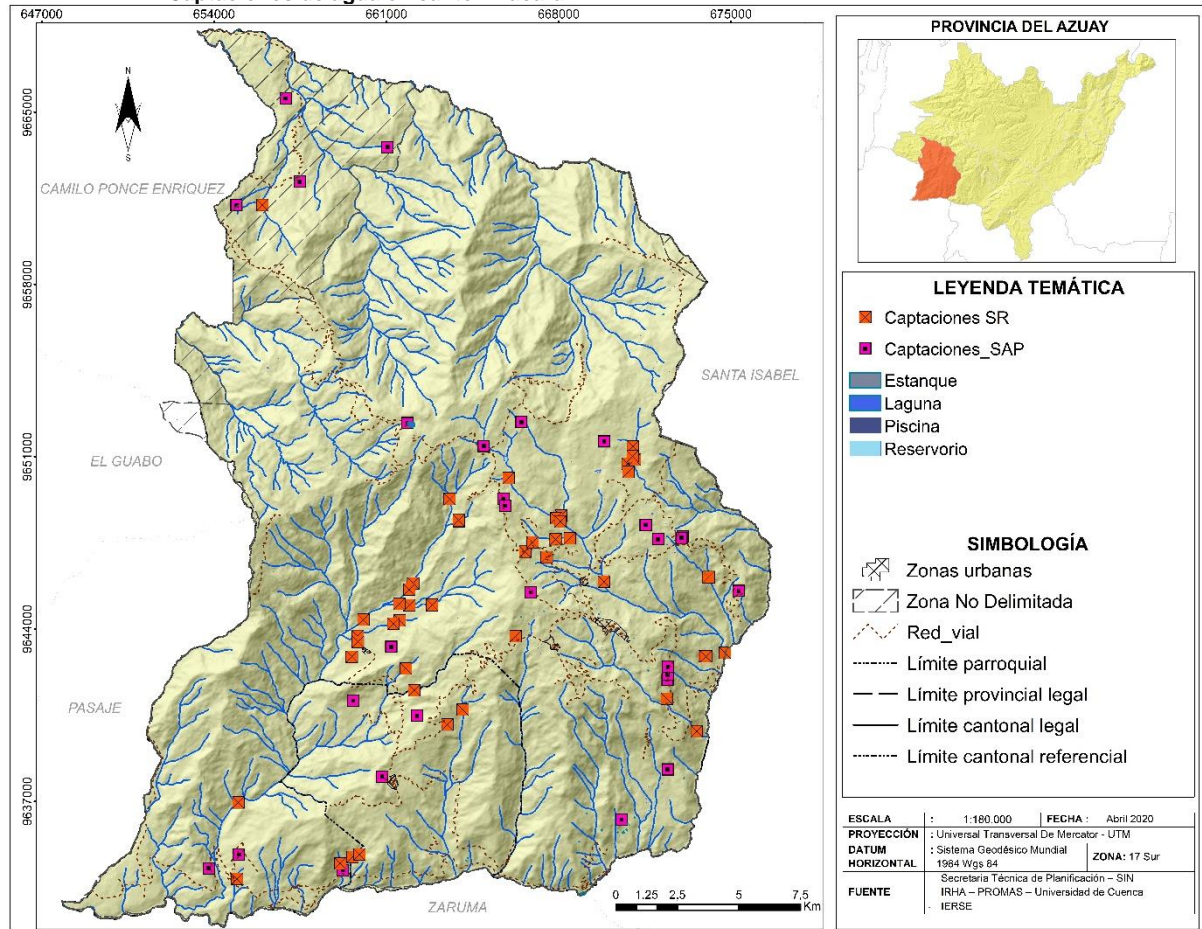 647000 654000 661000 668000 675000
PROVINCIA DEL AZUAY
N
S
9665000
9658000
9651000
9644000
9637000
CAMILO PONCE ENRIQUEZ
SANTA ISABEL
EL GUABO
PASAJE
ZARUMA
0 1.25 2.5 5 7.5
Km
LEYENDA TEMÁTICA
Captaciones SR
Captaciones_SAP
Estanque
Laguna
Piscina
Reservorio
SIMBOLOGÍA
Zonas urbanas
Zona No Delimitada
Red_vial
Límite parroquial
Límite provincial legal
Límite cantonal legal
Límite cantonal referencial
ESCALA : 1:180.000 FECHA : Abril 2020
PROYECCIÓN : Universal Transversal De Mercator - UTM
DATUM : Sistema Geodésico Mundial
HORIZONTAL 1984 Wgs 84 ZONA: 17 Sur
Secretaria Técnica de Planificación – SIN
FUENTE IRHA – PROMAS – Universidad de Cuenca
- IERSE